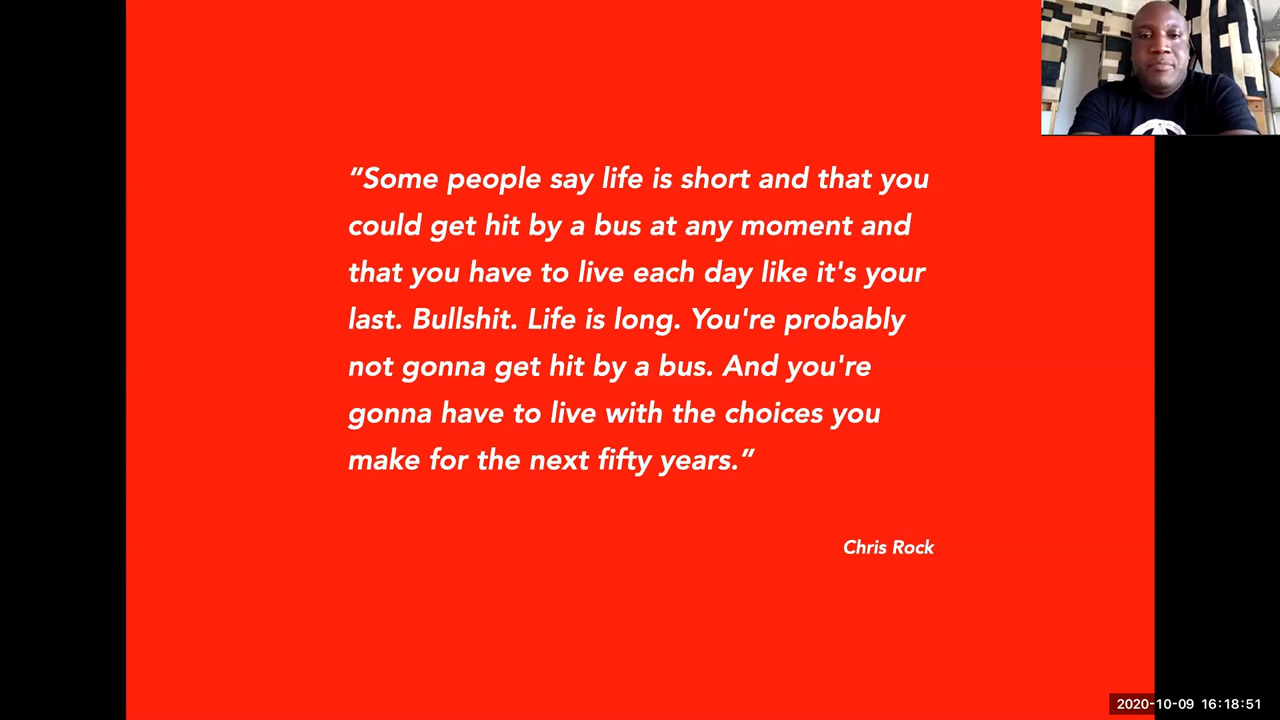 “Some people say life is short and that you
could get hit by a bus at any moment and
that you have to live each day like it's your
last. Bullshit. Life is long. You're probably
not gonna get hit by a bus. And you're
gonna have to live with the choices you
make for the next fifty years.”
Chris Rock
2020-10-09 16:18:51